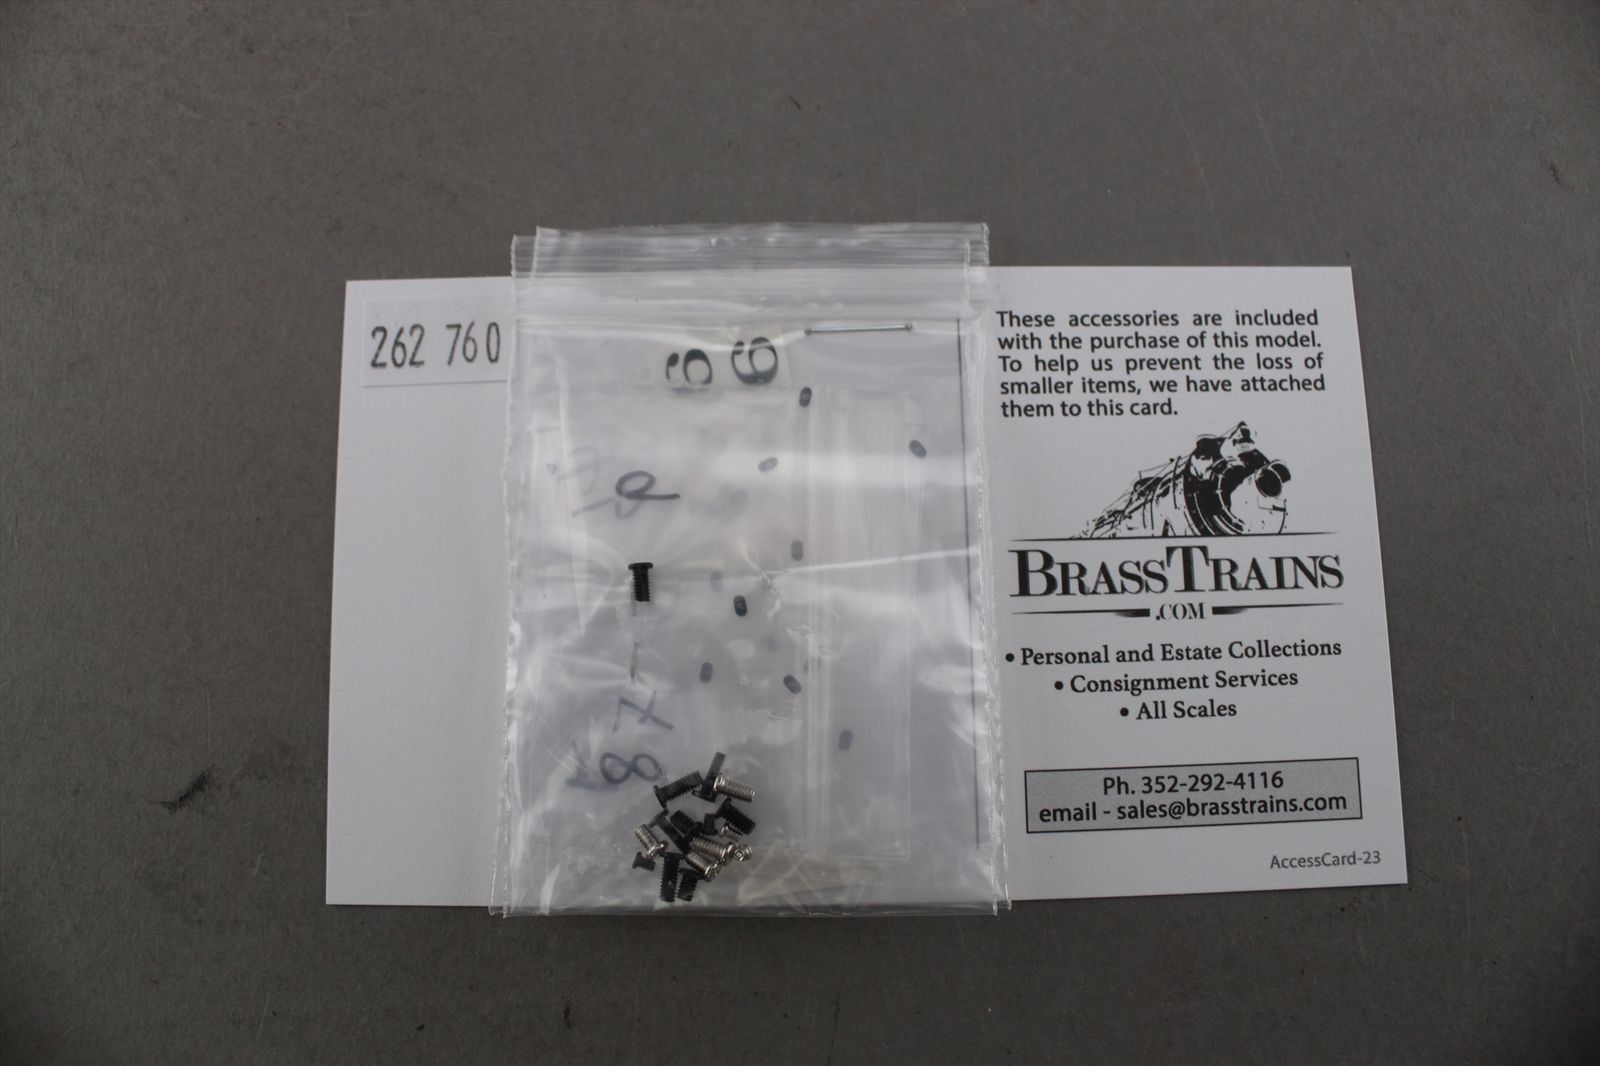 262 760
These accessories are included
with the purchase of this model.
To help us prevent the loss of
smaller items, we have attached
them to this card.
BRASSTRAINS
.COM
• Personal and Estate Collections
• Consignment Services
• All Scales
Ph. 352-292-4116
email - sales@brasstrains.com
AccessCard-23